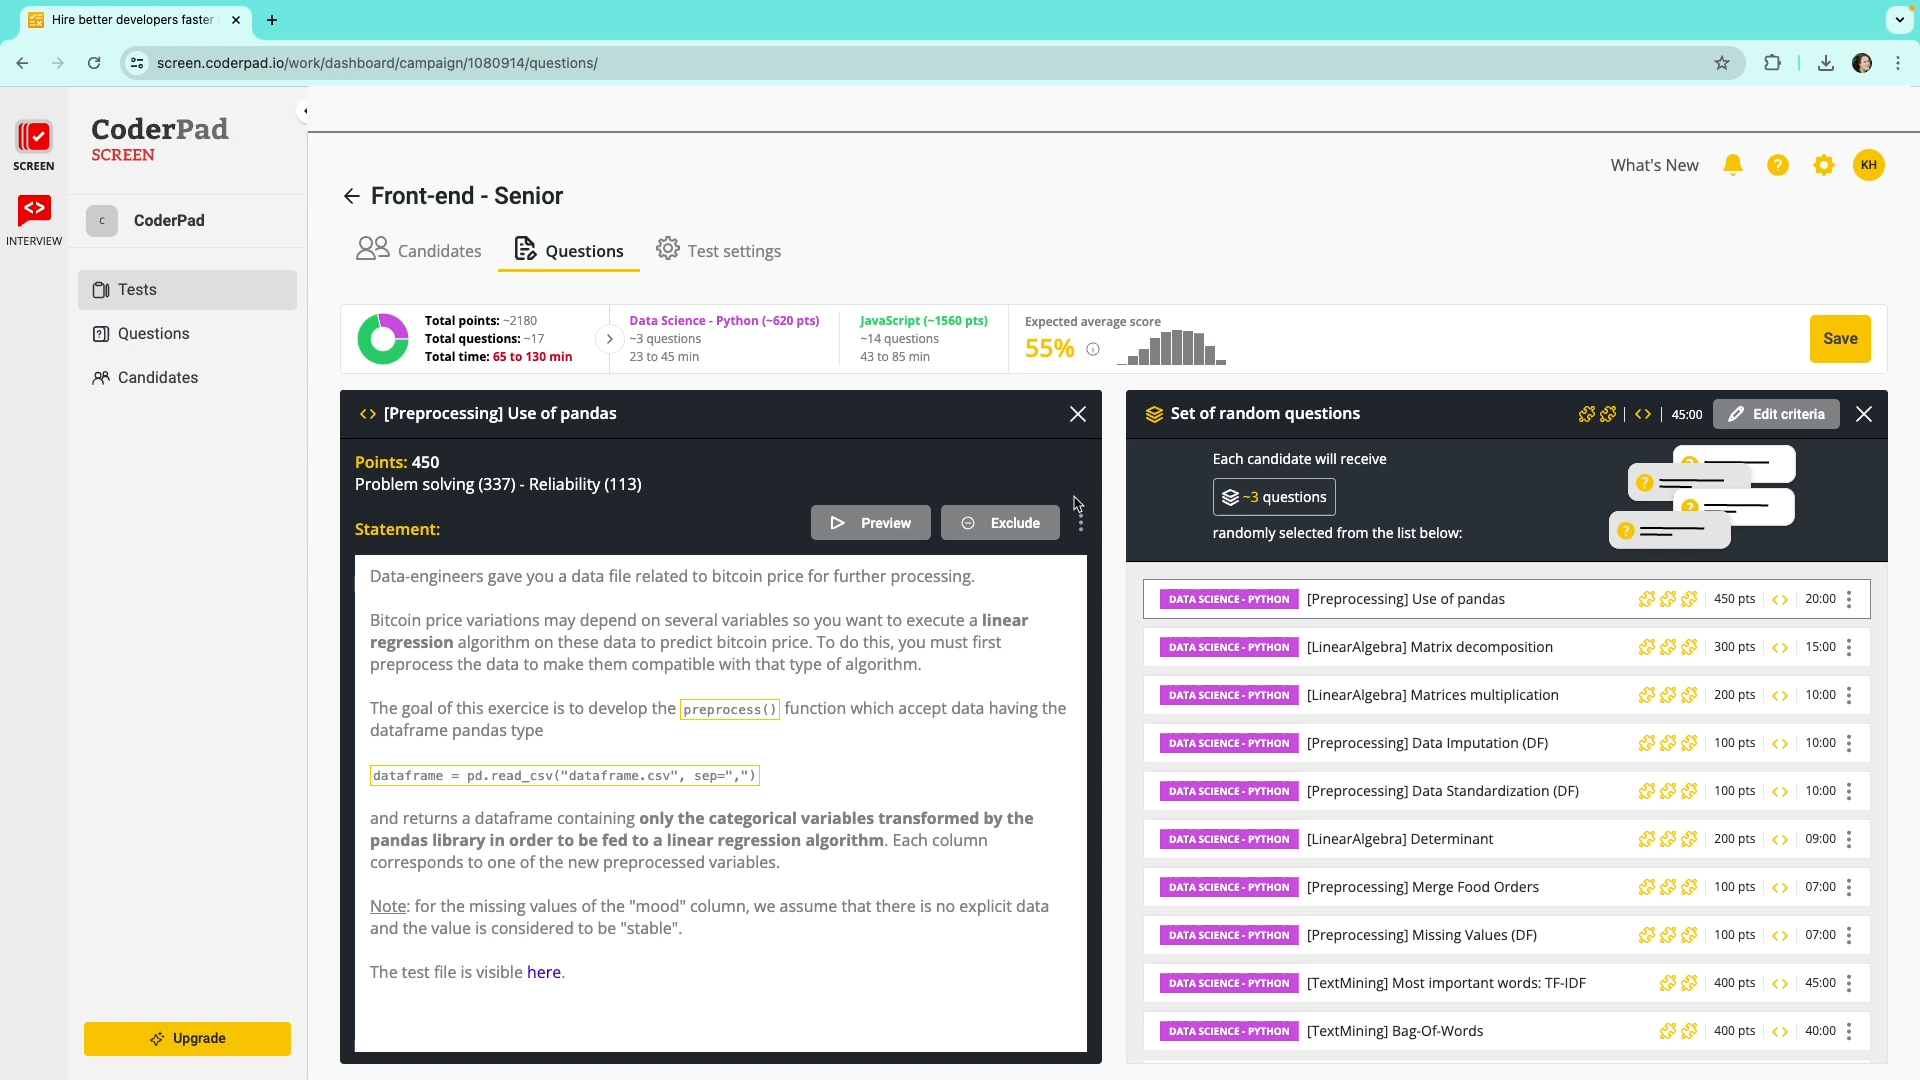 Hire better developers faster
screen.coderpad.io/work/dashboard/campaign/1080914/questions/
SCREEN
INTERVIEW
CoderPad
SCREEN
C
CoderPad
Tests
Questions
Candidates
Upgrade
What's New
?
KH
Front-end - Senior
Candidates
Questions
Test settings
Total points: ~2180
Total questions: ~17
Total time: 65 to 130 min
Data Science - Python (~620 pts)
~3 questions
23 to 45 min
JavaScript (~1560 pts)
~14 questions
43 to 85 min
Expected average score
55%
Save
[Preprocessing] Use of pandas
Points: 450
Problem solving (337) - Reliability (113)
Statement:
Preview
Exclude
Data-engineers gave you a data file related to bitcoin price for further processing.
Bitcoin price variations may depend on several variables so you want to execute a linear
regression algorithm on these data to predict bitcoin price. To do this, you must first
preprocess the data to make them compatible with that type of algorithm.
The goal of this exercice is to develop the preprocess() function which accept data having the
dataframe pandas type
dataframe = pd.read_csv("dataframe.csv", sep=",")
and returns a dataframe containing only the categorical variables transformed by the
pandas library in order to be fed to a linear regression algorithm. Each column
corresponds to one of the new preprocessed variables.
Note: for the missing values of the "mood" column, we assume that there is no explicit data
and the value is considered to be "stable".
The test file is visible here.
Set of random questions
45:00
Edit criteria
Each candidate will receive
~3 questions
randomly selected from the list below:
DATA SCIENCE - PYTHON [Preprocessing] Use of pandas 450 pts 20:00
DATA SCIENCE - PYTHON [LinearAlgebra] Matrix decomposition 300 pts 15:00
DATA SCIENCE - PYTHON [LinearAlgebra] Matrices multiplication 200 pts 10:00
DATA SCIENCE - PYTHON [Preprocessing] Data Imputation (DF) 100 pts 10:00
DATA SCIENCE - PYTHON [Preprocessing] Data Standardization (DF) 100 pts 10:00
DATA SCIENCE - PYTHON [LinearAlgebra] Determinant 200 pts 09:00
DATA SCIENCE - PYTHON [Preprocessing] Merge Food Orders 100 pts 07:00
DATA SCIENCE - PYTHON [Preprocessing] Missing Values (DF) 100 pts 07:00
DATA SCIENCE - PYTHON [TextMining] Most important words: TF-IDF 400 pts 45:00
DATA SCIENCE - PYTHON [TextMining] Bag-Of-Words 400 pts 40:00